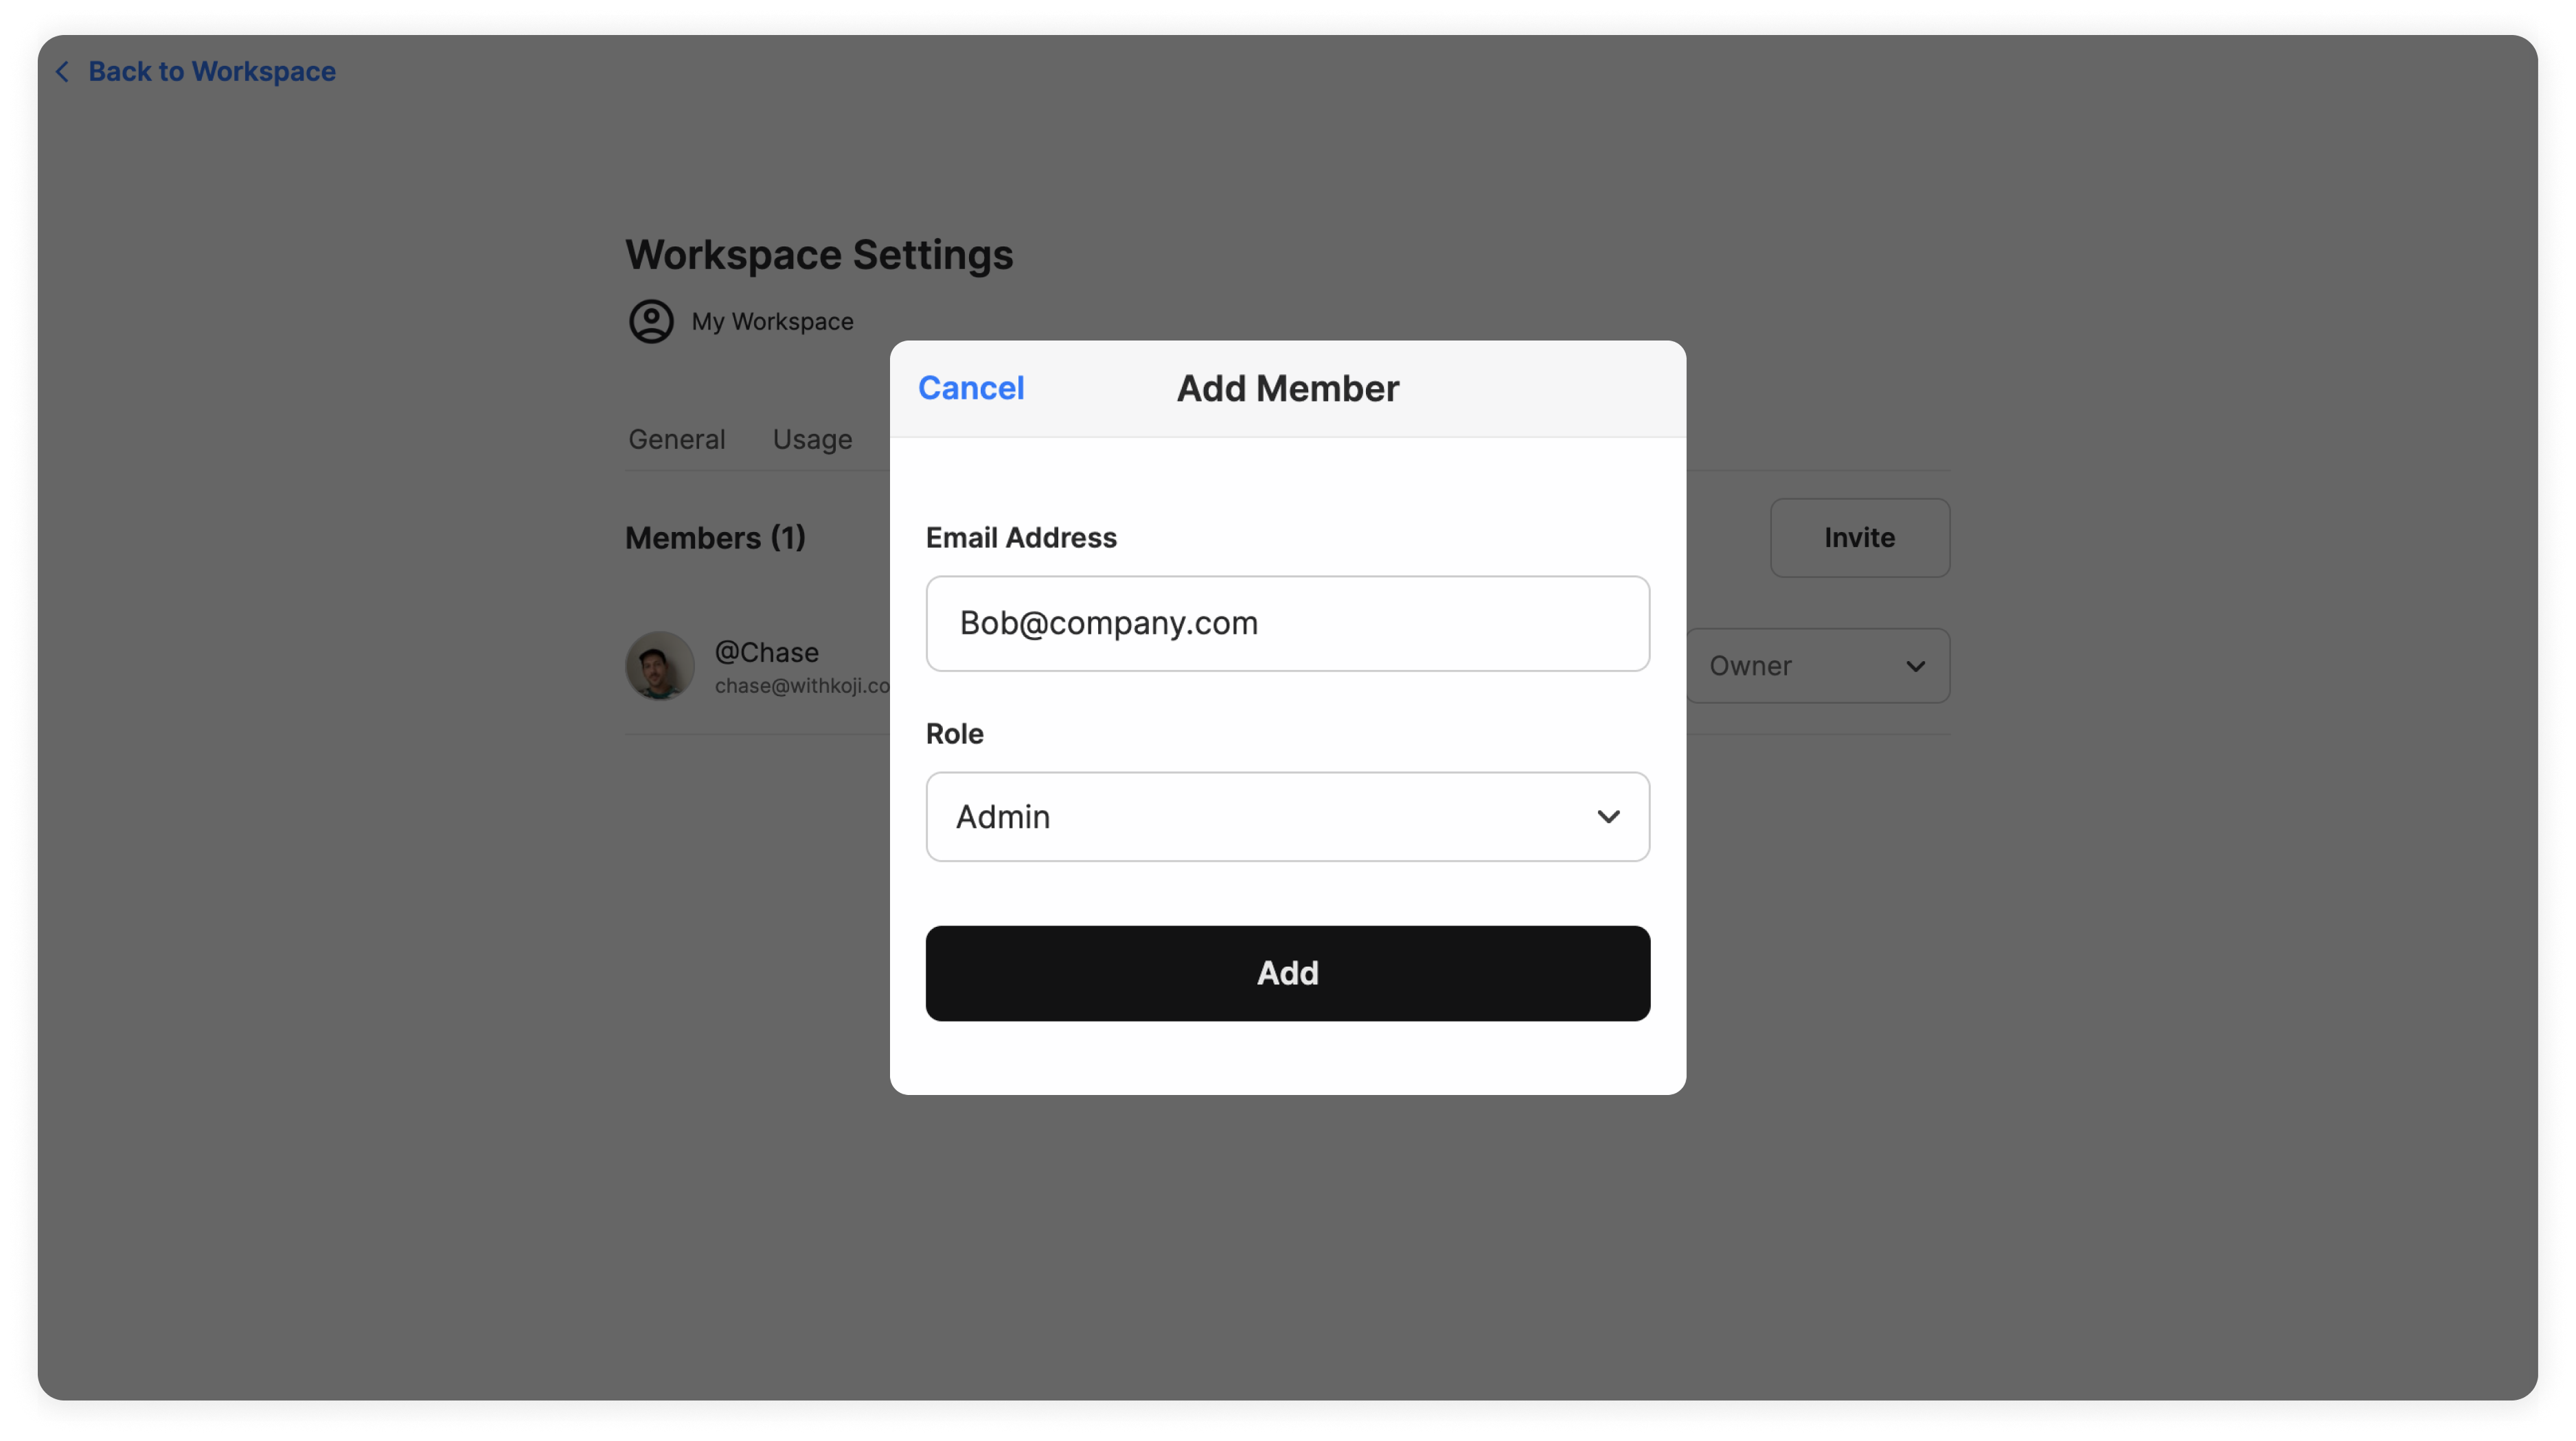 Back to Workspace
Workspace Settings
My Workspace
Cancel
Add Member
General
Usage
Members (1)
Invite
Email Address
Bob@company.com
@Chase
chase@withkoji.co
Owner
Role
Admin
Add